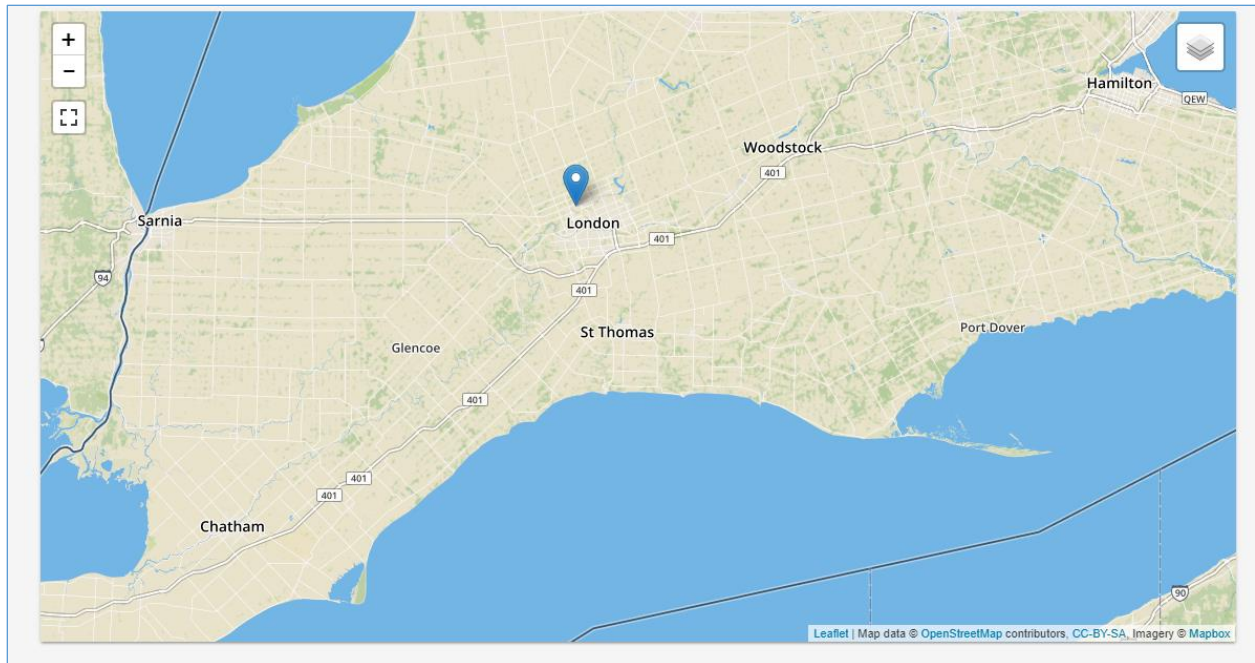 +
−
Hamilton
QEW
Woodstock
401
Sarnia
London
401
94
401
St Thomas
Port Dover
Glencoe
401
401
401
Chatham
90
Leaflet | Map data © OpenStreetMap contributors, CC-BY-SA, Imagery © Mapbox